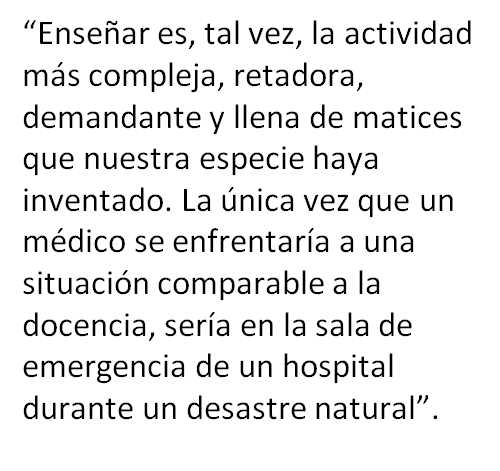 “Enseñar es, tal vez, la actividad
más compleja, retadora,
demandante y llena de matices
que nuestra especie haya
inventado. La única vez que un
médico se enfrentaría a una
situación comparable a la
docencia, sería en la sala de
emergencia de un hospital
durante un desastre natural”.